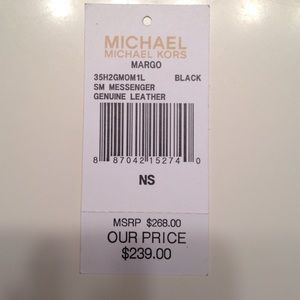 MICHAEL
MICHAEL KORS
MARGO
35H2GMOM1L BLACK
SM MESSENGER
GENUINE LEATHER
8 87042 15274 0
NS
MSRP $268.00
OUR PRICE
$239.00